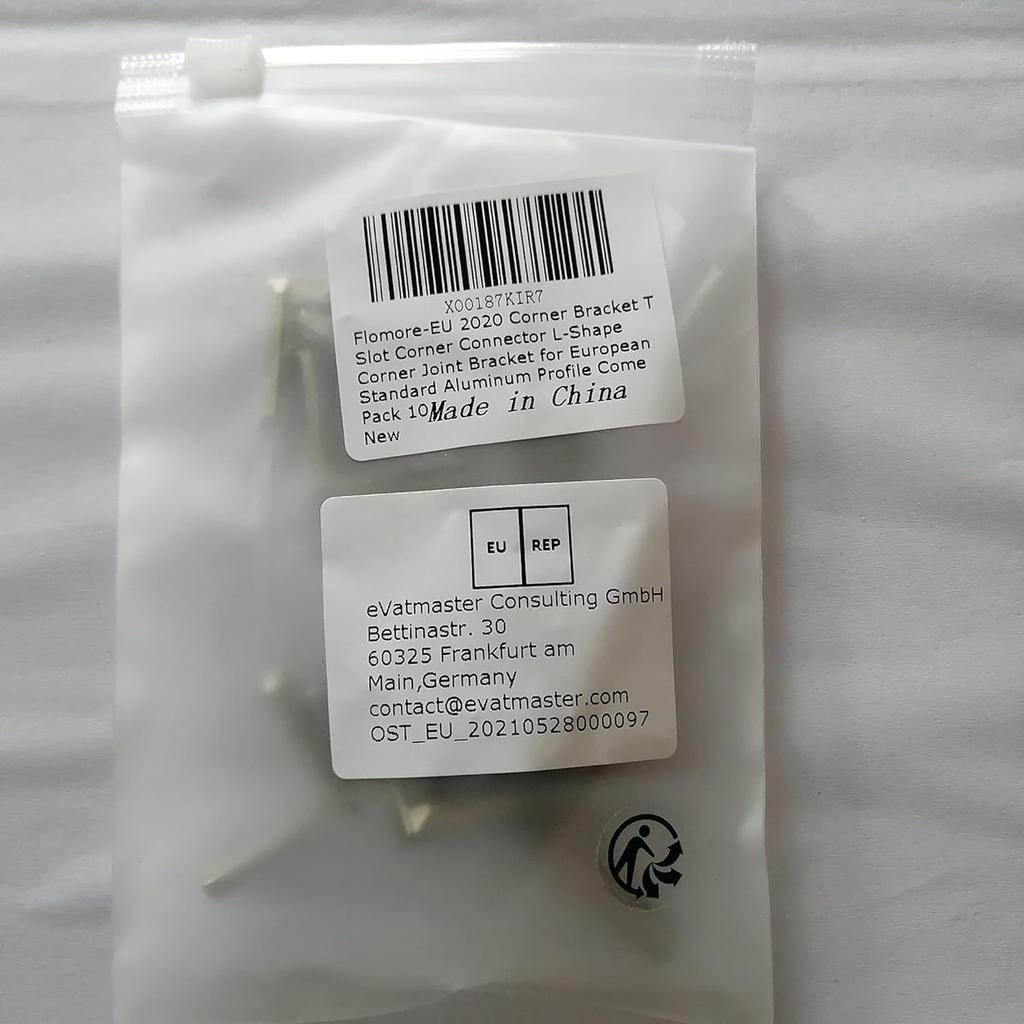 X00187KIR7
Flomore-EU 2020 Corner Bracket T
Slot Corner Connector L-Shape
Corner Joint Bracket for European
Standard Aluminum Profile Come
Pack 10 Made in China
New
EU REP
eVatmaster Consulting GmbH
Bettinastr. 30
60325 Frankfurt am
Main,Germany
contact@evatmaster.com
OST_EU_20210528000097